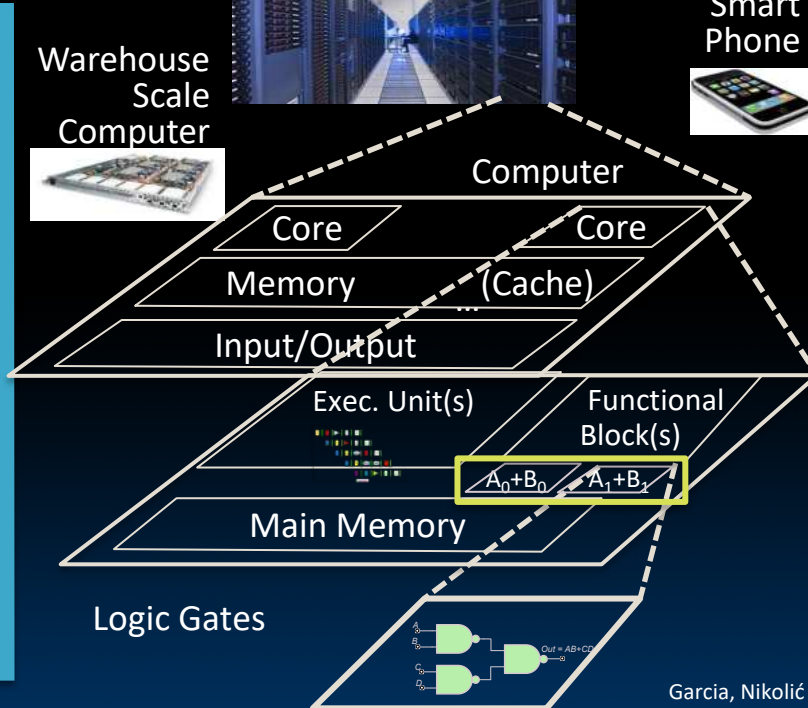 Smart
Phone
Warehouse
Scale
Computer
Computer
Core
Core
Memory
(Cache)
...
Input/Output
Exec. Unit(s)
Functional
Block(s)
A₀+B₀
A₁+B₁
Main Memory
Logic Gates
A
B
Out = AB+CD
C
D
Garcia, Nikolić